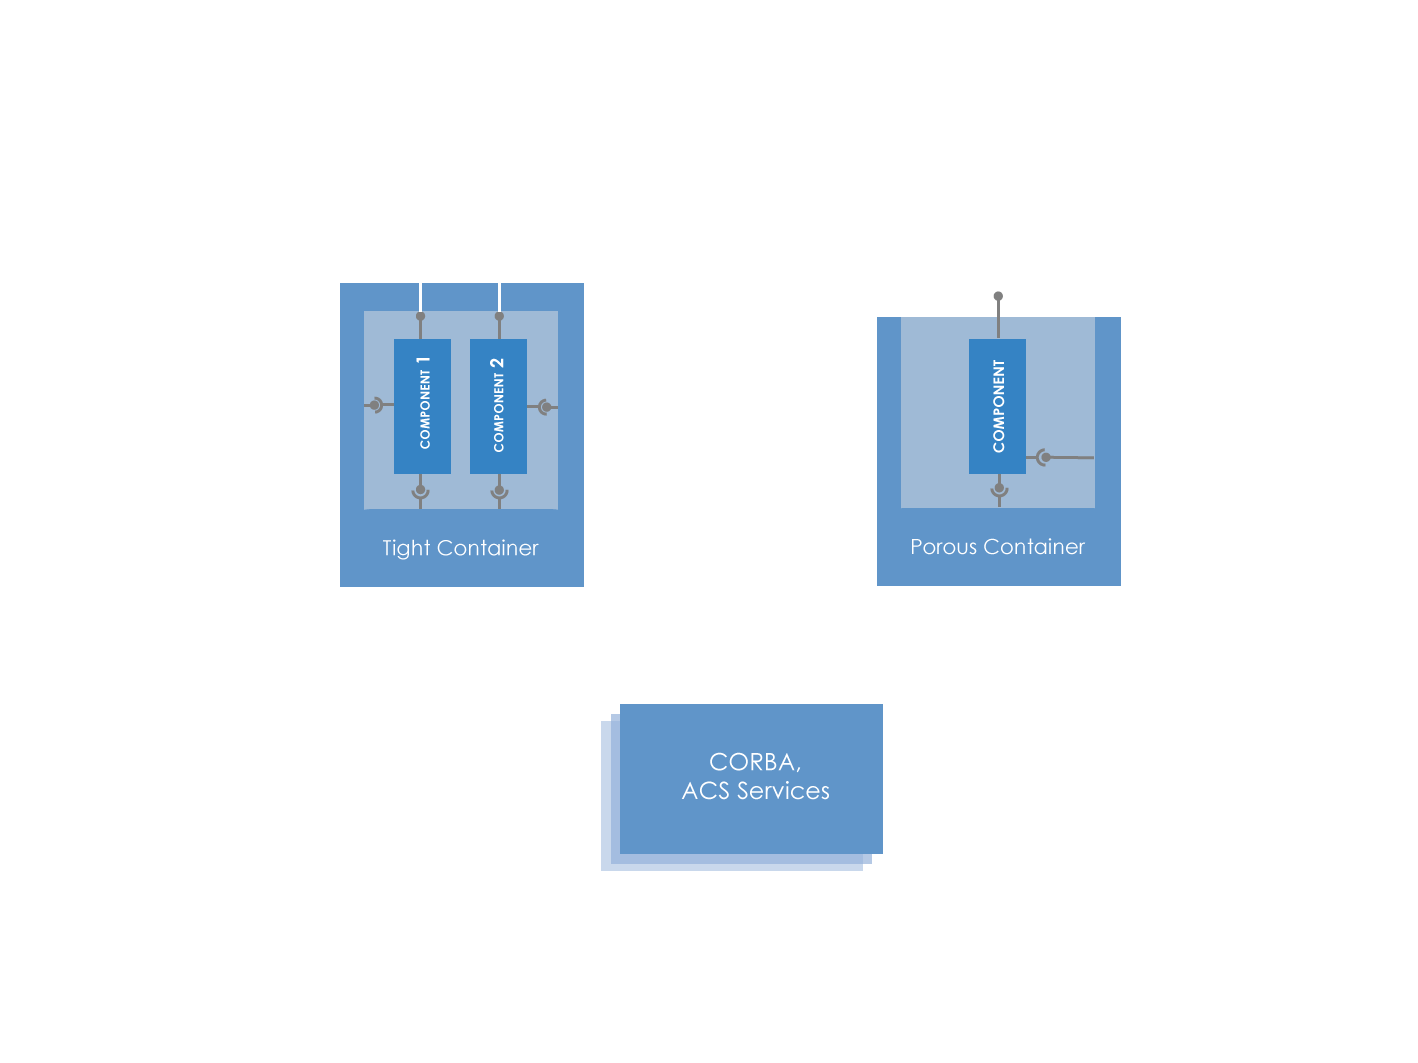 COMPONENT 1
COMPONENT 2
Tight Container
COMPONENT
Porous Container
CORBA,
ACS Services